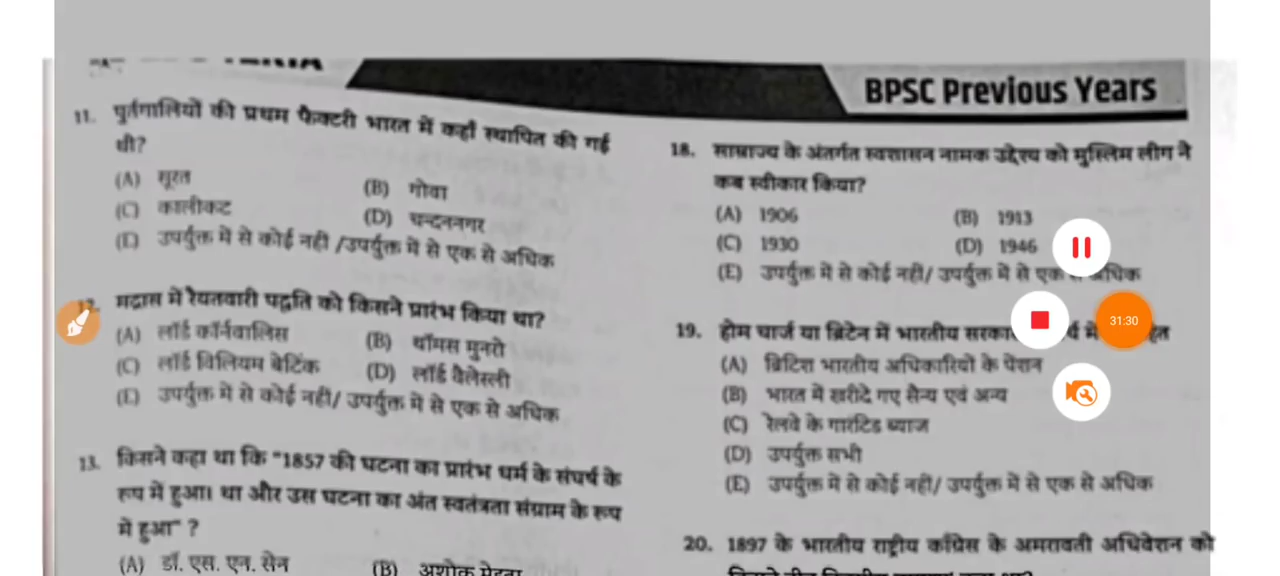 BPSC Previous Years
11. पुर्तगालियों की प्रथम फैक्टरी भारत में कहाँ स्थापित की गई
थी?
(A) सूरत (B) गोवा
(C) कालीकट (D) चन्दननगर
(E) उपर्युक्त में से कोई नहीं /उपर्युक्त में से एक से अधिक
मद्रास में रैयतवारी पद्धति को किसने प्रारंभ किया था?
(A) लॉर्ड कॉर्नवालिस (B) थॉमस मुनरो
(C) लॉर्ड विलियम बेटिंक (D) लॉर्ड वैलेस्ली
(E) उपर्युक्त में से कोई नहीं/ उपर्युक्त में से एक से अधिक
13. किसने कहा था कि "1857 की घटना का प्रारंभ धर्म के संघर्ष के
रूप में हुआ। था और उस घटना का अंत स्वतंत्रता संग्राम के रूप
में हुआ" ?
(A) डॉ. एस. एन. सेन (B) अशोक मेहता
18. साम्राज्य के अंतर्गत स्वशासन नामक उद्देश्य को मुस्लिम लीग ने
कब स्वीकार किया?
(A) 1906 (B) 1913
(C) 1930 (D) 1946
(E) उपर्युक्त में से कोई नहीं/ उपर्युक्त में से एक
19. होम चार्ज या ब्रिटेन में भारतीय
(A) ब्रिटिश भारतीय अधिकारियों के पेंशन
(B) भारत में खरीदे गए सैन्य एवं अन्य
(C) रेलवे के गारंटिड ब्याज
(D) उपर्युक्त सभी
(E) उपर्युक्त में से कोई नहीं/ उपर्युक्त में से एक से अधिक
20. 1897 के भारतीय राष्ट्रीय काँग्रेस के अमरावती अधिवेशन को
31:30